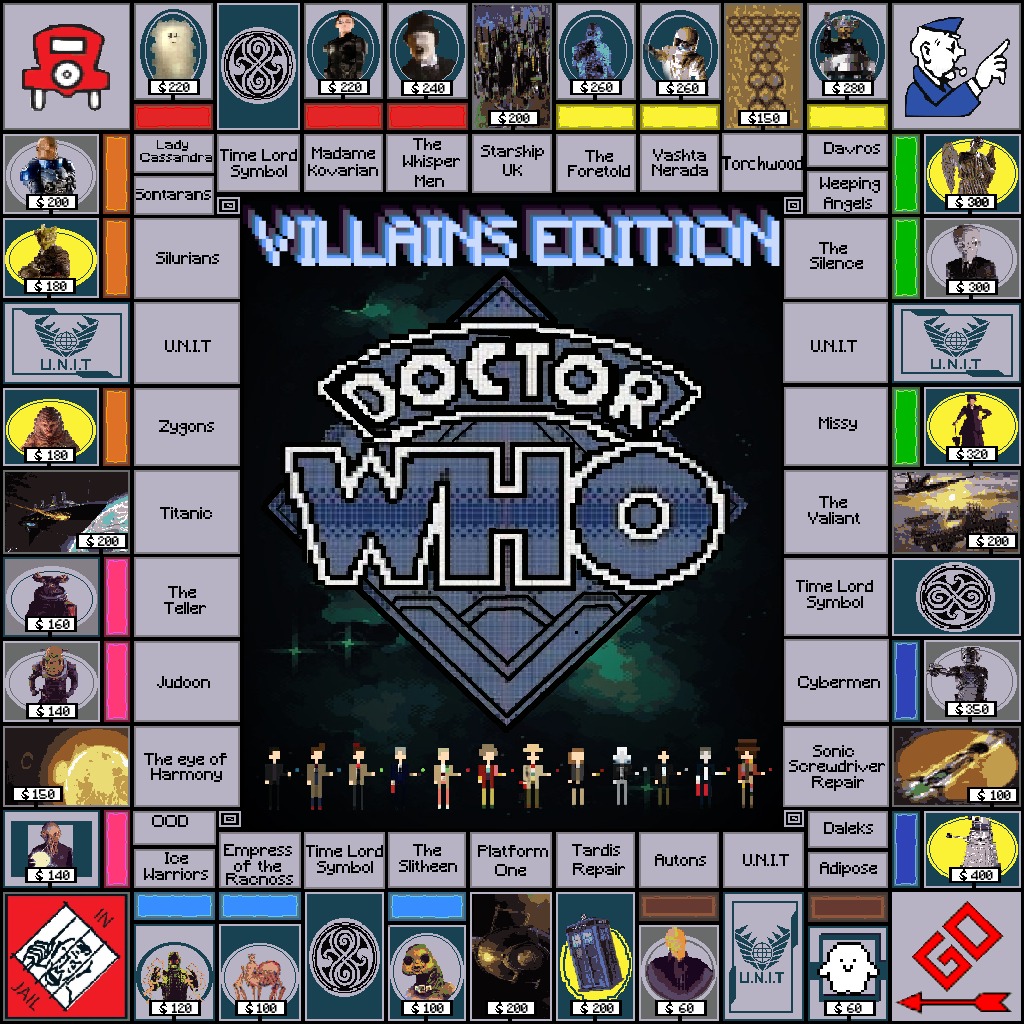 $ 220
$ 220
$ 240
$ 200
$ 260
$ 260
$ 150
$ 280
Lady
Cassandra
Time Lord
Symbol
Madame
Kovarian
The
Whisper
Men
Starship
UK
The
Foretold
Vashta
Nerada
Torchwood
Davros
$ 200
Sontarans
Weeping
Angels
$ 300
VILLAINS EDITION
$ 180
Silurians
The
Silence
$ 300
U.N.I.T
U.N.I.T
U.N.I.T
U.N.I.T
DOCTOR
WHO
$ 180
Zygons
Missy
$ 320
$ 200
Titanic
The
Valiant
$ 200
$ 160
The
Teller
Time Lord
Symbol
$ 140
Judoon
Cybermen
$ 350
$ 150
The eye of
Harmony
Sonic
Screwdriver
Repair
$ 100
$ 140
OOD
Daleks
$ 400
Ice
Warriors
Empress
of the
Racnoss
Time Lord
Symbol
The
Slitheen
Platform
One
Tardis
Repair
Autons
U.N.I.T
Adipose
IN
JAIL
$ 120
$ 100
$ 100
$ 200
$ 200
$ 60
U.N.I.T
$ 60
GO